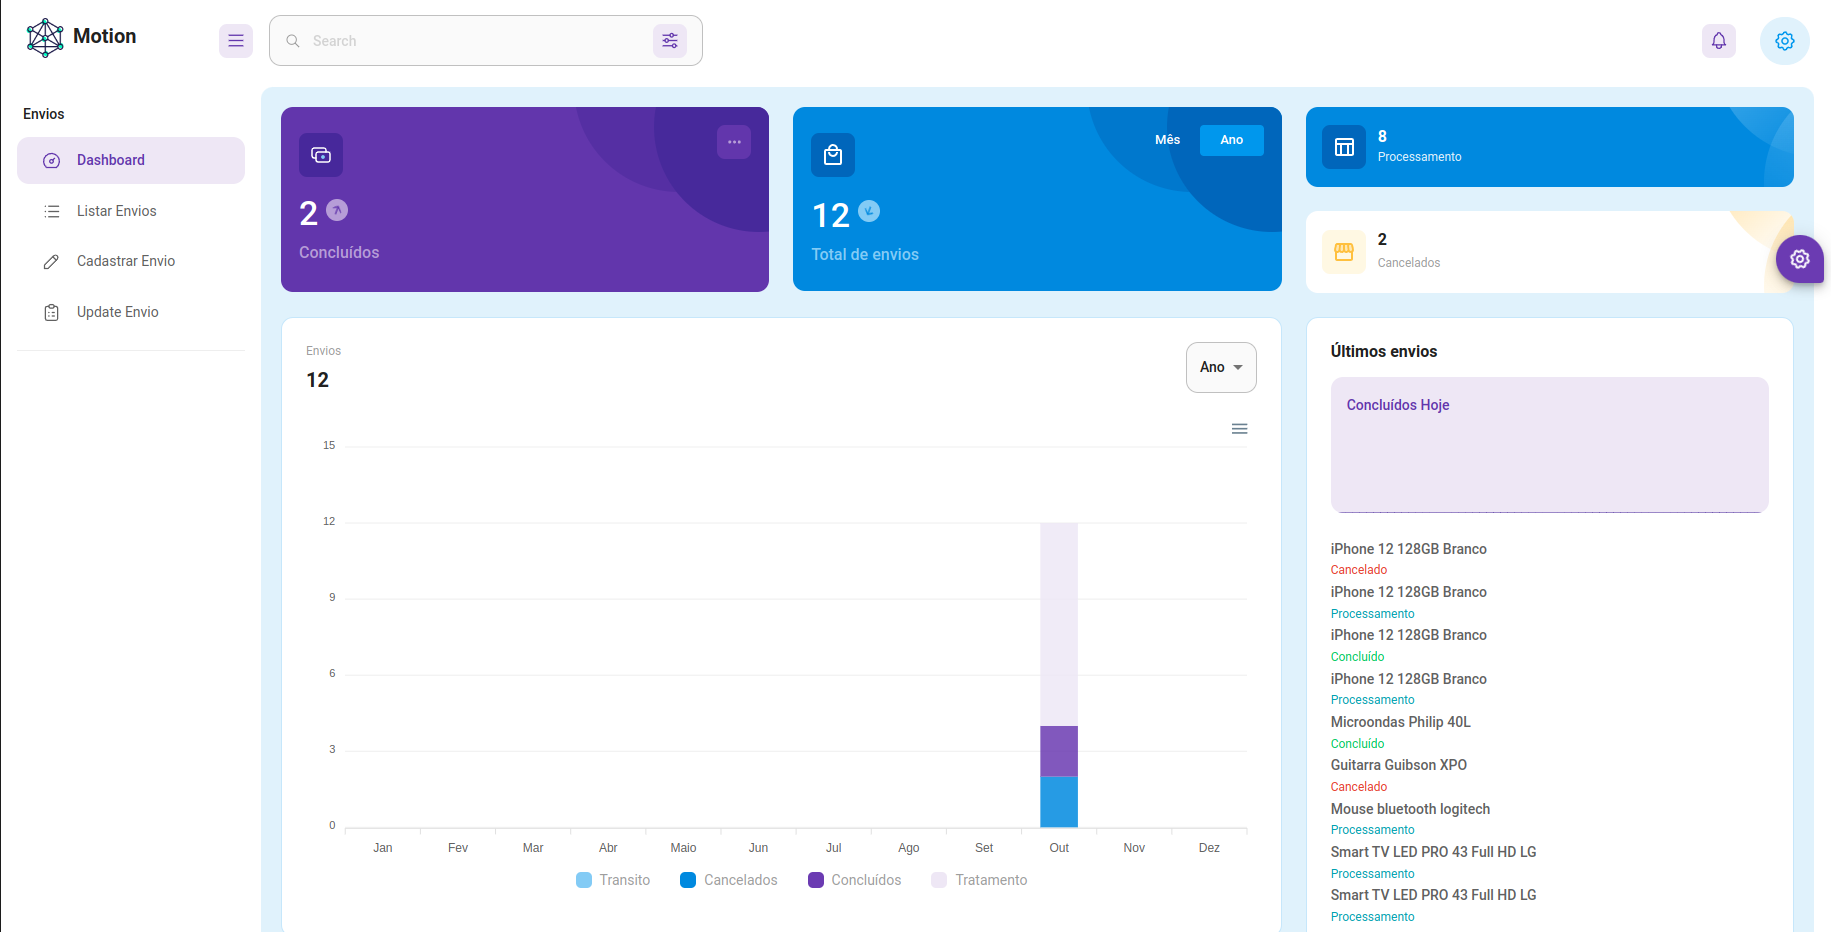 Motion
Search
Envios
Dashboard
Listar Envios
Cadastrar Envio
Update Envio
2
Concluídos
Mês
Ano
12
Total de envios
8
Processamento
2
Cancelados
Envios
12
Ano
15
12
9
6
3
0
Jan Fev Mar Abr Maio Jun Jul Ago Set Out Nov Dez
Transito Cancelados Concluídos Tratamento
Últimos envios
Concluídos Hoje
iPhone 12 128GB Branco
Cancelado
iPhone 12 128GB Branco
Processamento
iPhone 12 128GB Branco
Concluído
iPhone 12 128GB Branco
Processamento
Microondas Philip 40L
Concluído
Guitarra Guibson XPO
Cancelado
Mouse bluetooth logitech
Processamento
Smart TV LED PRO 43 Full HD LG
Processamento
Smart TV LED PRO 43 Full HD LG
Processamento